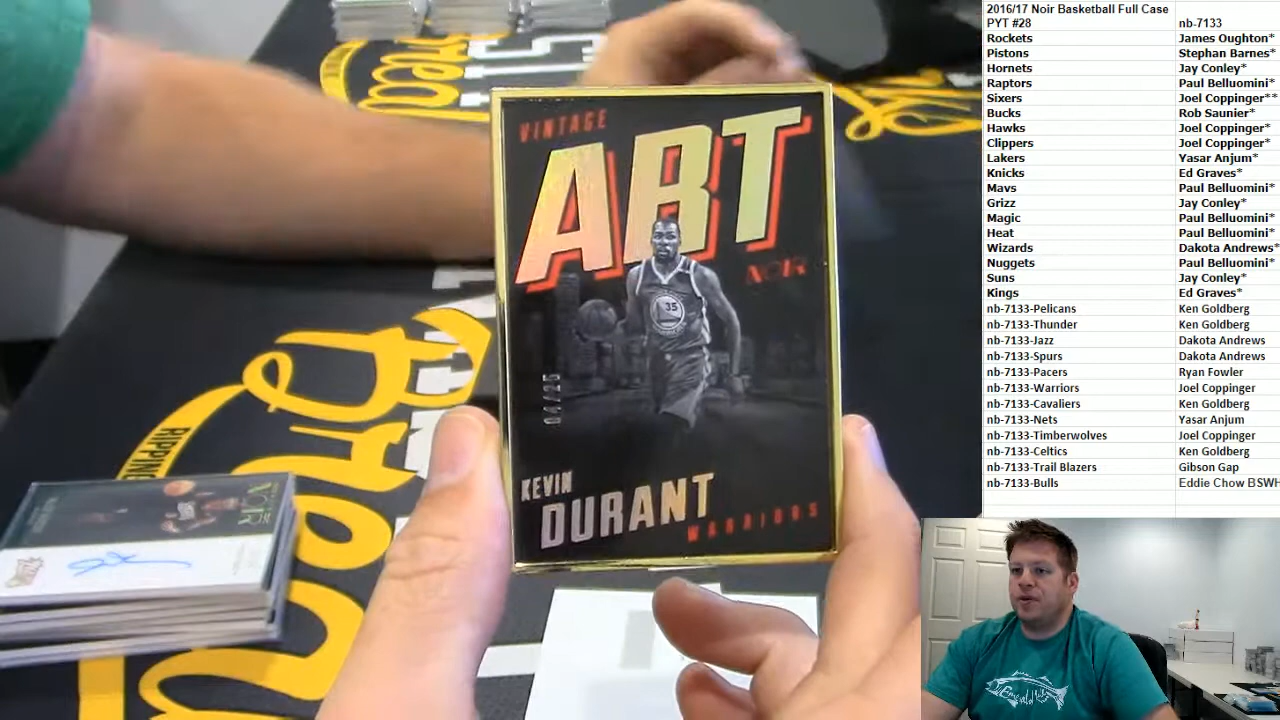 VINTAGE
ART
NOIR
35
04/25
KEVIN
DURANT
WARRIORS
RIPPING
NOIR
2016/17 Noir Basketball Full Case
PYT #28 nb-7133
Rockets James Oughton*
Pistons Stephan Barnes*
Hornets Jay Conley*
Raptors Paul Belluomini*
Sixers Joel Coppinger**
Bucks Rob Saunier*
Hawks Joel Coppinger*
Clippers Joel Coppinger*
Lakers Yasar Anjum*
Knicks Ed Graves*
Mavs Paul Belluomini*
Grizz Jay Conley*
Magic Paul Belluomini*
Heat Paul Belluomini*
Wizards Dakota Andrews*
Nuggets Paul Belluomini*
Suns Jay Conley*
Kings Ed Graves*
nb-7133-Pelicans Ken Goldberg
nb-7133-Thunder Ken Goldberg
nb-7133-Jazz Dakota Andrews
nb-7133-Spurs Dakota Andrews
nb-7133-Pacers Ryan Fowler
nb-7133-Warriors Joel Coppinger
nb-7133-Cavaliers Ken Goldberg
nb-7133-Nets Yasar Anjum
nb-7133-Timberwolves Joel Coppinger
nb-7133-Celtics Ken Goldberg
nb-7133-Trail Blazers Gibson Gap
nb-7133-Bulls Eddie Chow BSWH